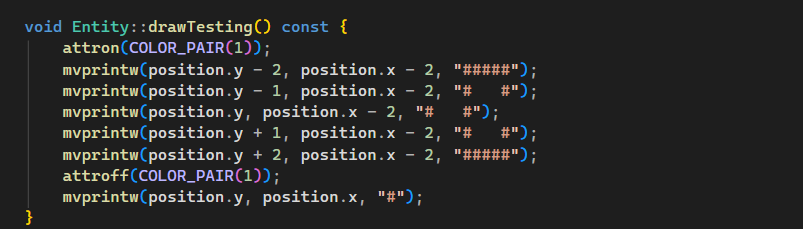 void Entity::drawTesting() const {
    attron(COLOR_PAIR(1));
    mvprintw(position.y - 2, position.x - 2, "#####");
    mvprintw(position.y - 1, position.x - 2, "#   #");
    mvprintw(position.y, position.x - 2, "#   #");
    mvprintw(position.y + 1, position.x - 2, "#   #");
    mvprintw(position.y + 2, position.x - 2, "#####");
    attroff(COLOR_PAIR(1));
    mvprintw(position.y, position.x, "#");
}